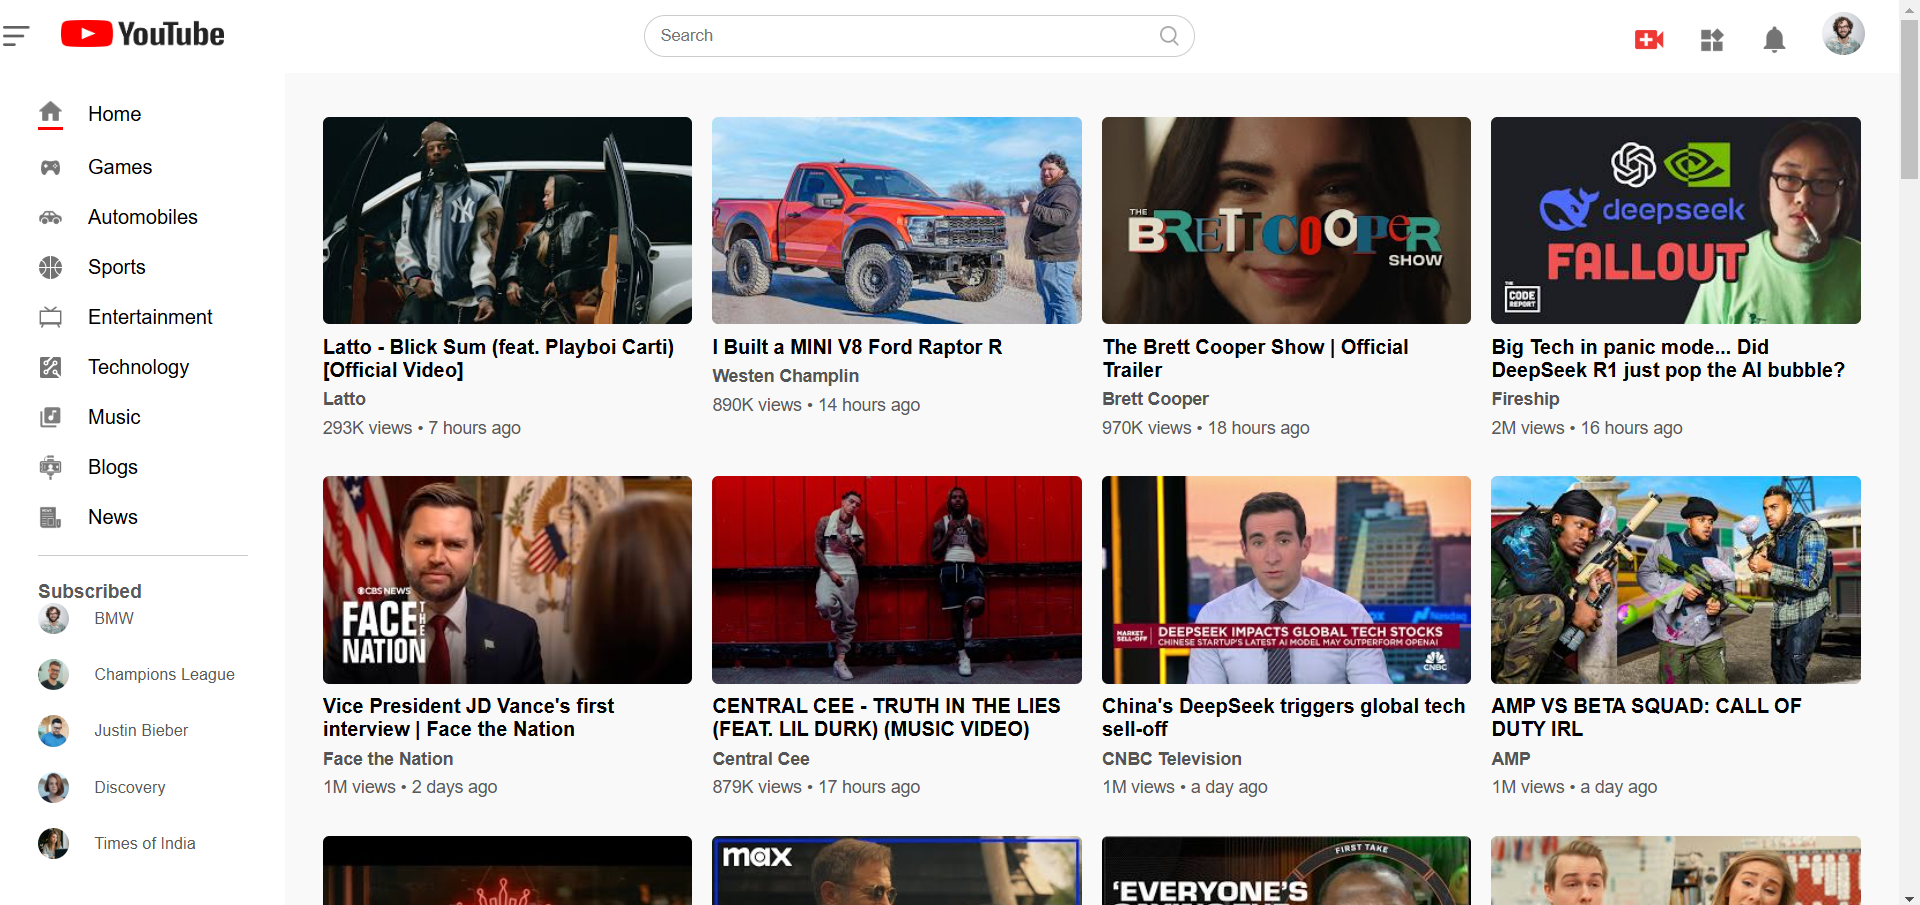 YouTube
Search
Home
Games
Automobiles
Sports
Entertainment
Technology
Music
Blogs
News
Subscribed
BMW
Champions League
Justin Bieber
Discovery
Times of India
NY
Latto - Blick Sum (feat. Playboi Carti)
[Official Video]
Latto
293K views • 7 hours ago
I Built a MINI V8 Ford Raptor R
Westen Champlin
890K views • 14 hours ago
THE
BRETT COOPER
SHOW
The Brett Cooper Show | Official
Trailer
Brett Cooper
970K views • 18 hours ago
deepseek
FALLOUT
THE
CODE
REPORT
Big Tech in panic mode... Did
DeepSeek R1 just pop the AI bubble?
Fireship
2M views • 16 hours ago
CBS NEWS
FACE THE
NATION
Vice President JD Vance's first
interview | Face the Nation
Face the Nation
1M views • 2 days ago
CENTRAL CEE - TRUTH IN THE LIES
(FEAT. LIL DURK) (MUSIC VIDEO)
Central Cee
879K views • 17 hours ago
Nasdaq
MARKET
SELL-OFF
DEEPSEEK IMPACTS GLOBAL TECH STOCKS
CHINESE STARTUP'S LATEST AI MODEL MAY OUTPERFORM OPENAI
CNBC
China's DeepSeek triggers global tech
sell-off
CNBC Television
1M views • a day ago
AMP VS BETA SQUAD: CALL OF
DUTY IRL
AMP
1M views • a day ago
max
FIRST TAKE
'EVERYONE'S